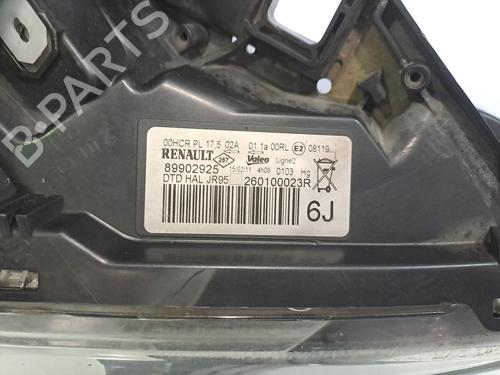 B-PARTS
00HCR PL 17,5 02A 01.1a 00RL E2 08119
RENAULT 287 Valeo Ligne2
89902925 15/02/11 4h09 0103 Hg
DTD HAL JR95 260100023R
6J